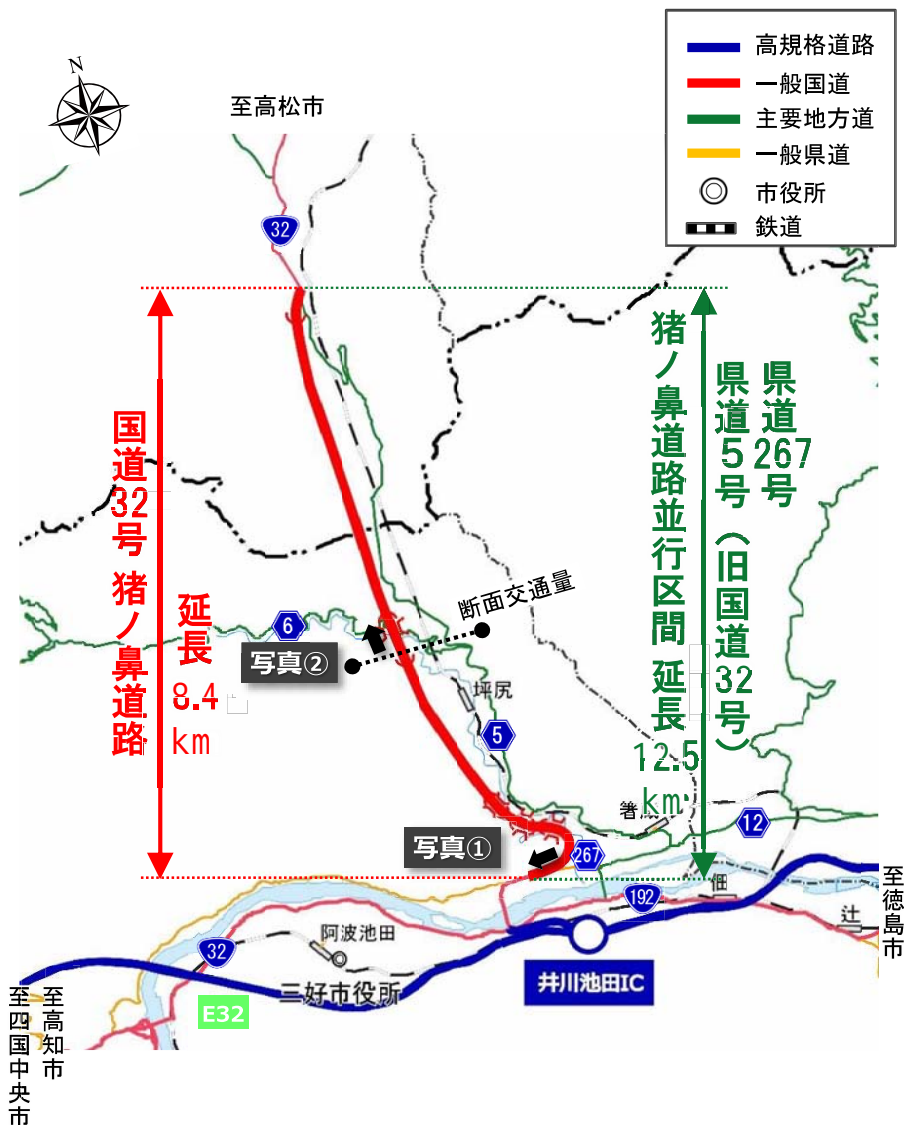 高規格道路
一般国道
主要地方道
一般県道
市役所
鉄道
N
至高松市
32
国道32号 猪ノ鼻道路
延長 8.4 km
猪ノ鼻道路並行区間 延長 12.5 km
県道5号（旧国道32号）
県道267号
断面交通量
6
写真②
坪尻
5
写真①
267
12
192
佃
辻
阿波池田
32
三好市役所
井川池田IC
E32
至徳島市
至高知市
至四国中央市